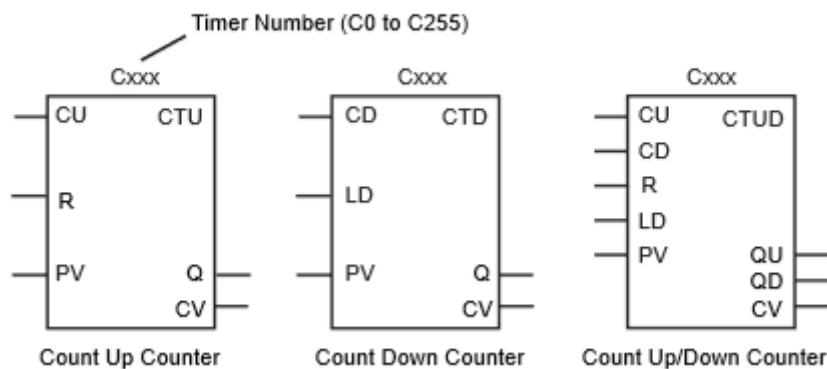 Timer Number (C0 to C255)
Cxxx
CU CTU
R
PV Q
CV
Count Up Counter
Cxxx
CD CTD
LD
PV Q
CV
Count Down Counter
Cxxx
CU CTUD
CD
R
LD
PV QU
QD
CV
Count Up/Down Counter